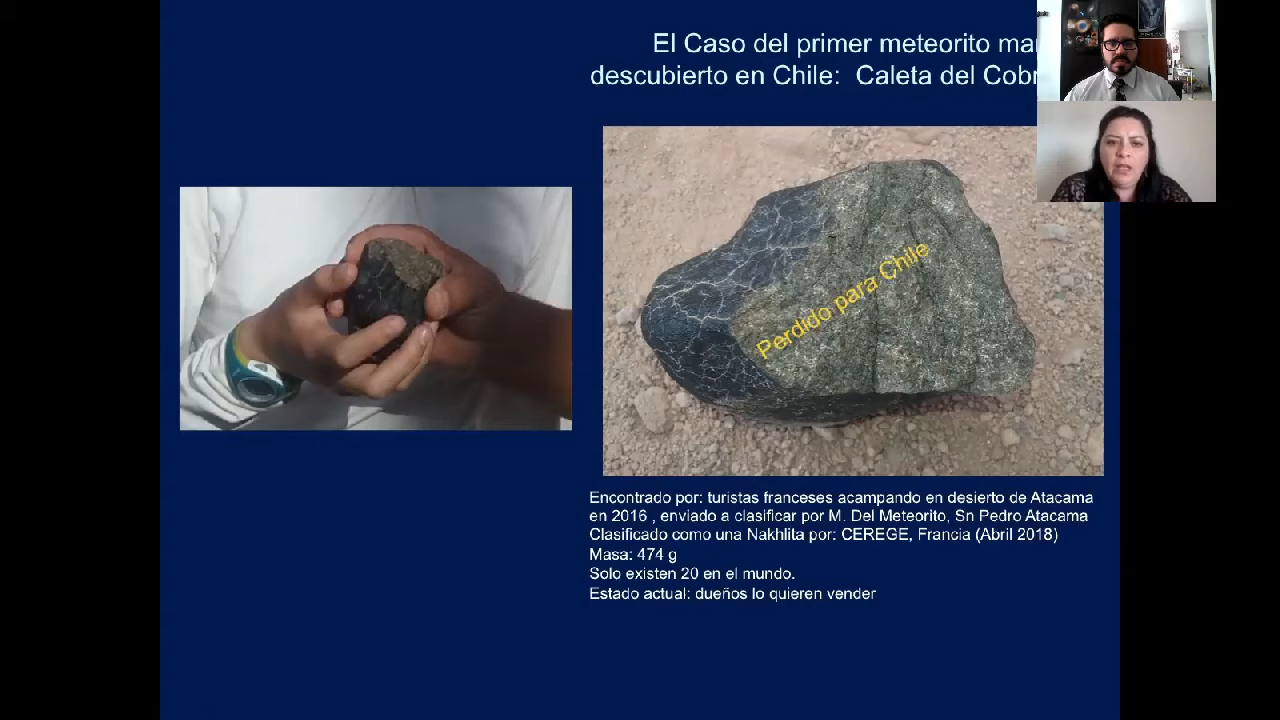 El Caso del primer meteorito
descubierto en Chile: Caleta del
Perdido para Chile
Encontrado por: turistas franceses acampando en desierto de Atacama
en 2016 , enviado a clasificar por M. Del Meteorito, Sn Pedro Atacama
Clasificado como una Nakhlita por: CEREGE, Francia (Abril 2018)
Masa: 474 g
Solo existen 20 en el mundo.
Estado actual: dueños lo quieren vender